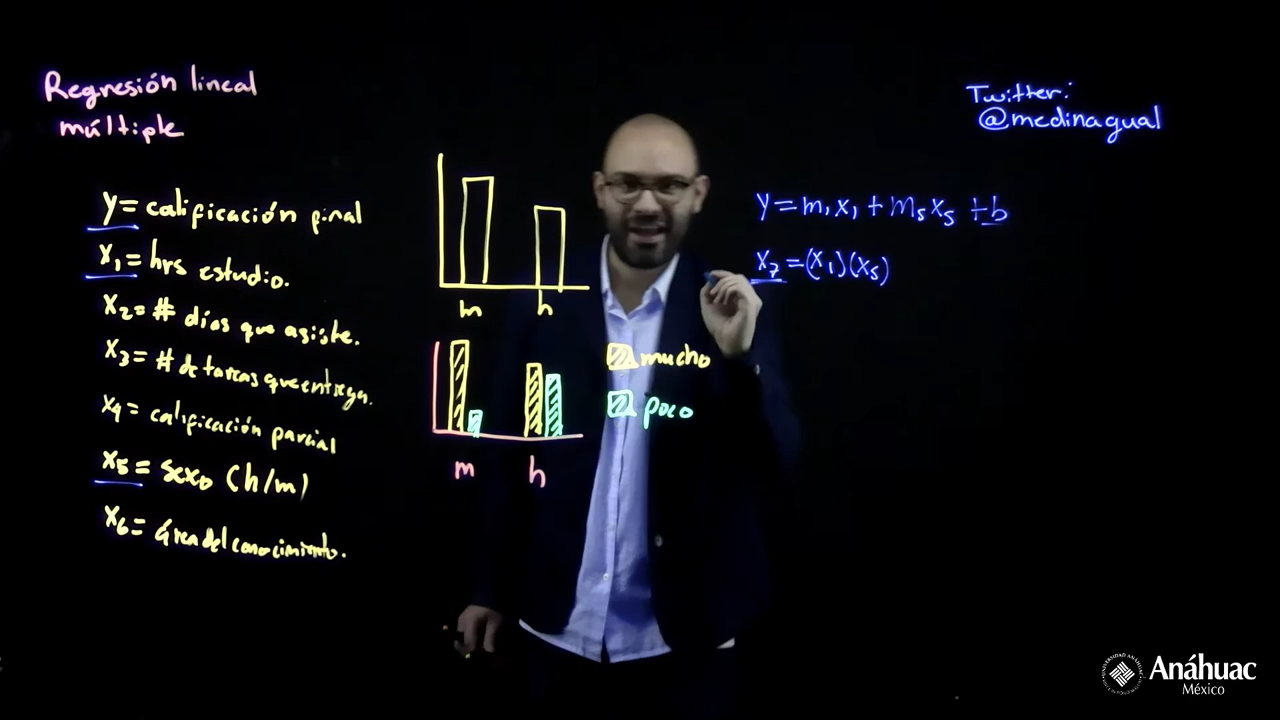 Regresión lineal
múltiple
y = calificación final
x₁ = hrs estudio.
x₂ = # días que asiste.
x₃ = # de tareas que entrega.
x₄ = calificación parcial
x₅ = sexo (h/m)
x₆ = área del conocimiento.
m h
mucho
poco
m h
Twitter:
@medinagual
y = m₁x₁ + m₅x₅ + b
x₇ = (x₁)(x₅)
Anáhuac
México